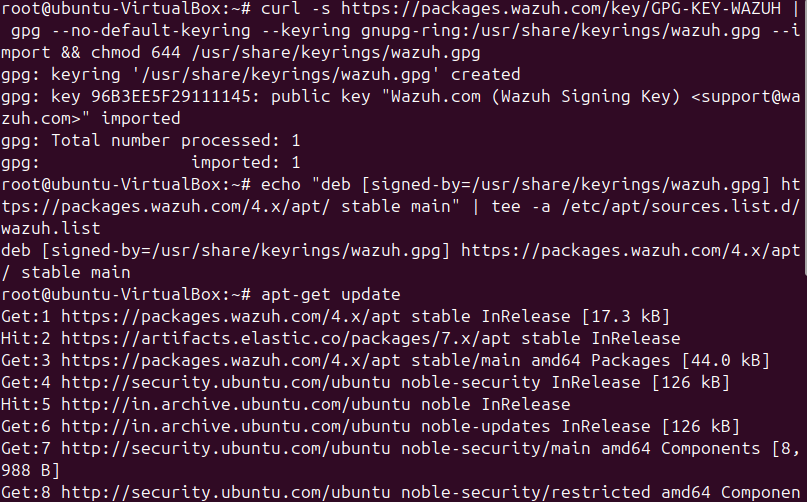 root@ubuntu-VirtualBox:~# curl -s https://packages.wazuh.com/key/GPG-KEY-WAZUH |
 gpg --no-default-keyring --keyring gnupg-ring:/usr/share/keyrings/wazuh.gpg --i
mport && chmod 644 /usr/share/keyrings/wazuh.gpg
gpg: keyring '/usr/share/keyrings/wazuh.gpg' created
gpg: key 96B3EE5F29111145: public key "Wazuh.com (Wazuh Signing Key) <support@wa
zuh.com>" imported
gpg: Total number processed: 1
gpg:               imported: 1
root@ubuntu-VirtualBox:~# echo "deb [signed-by=/usr/share/keyrings/wazuh.gpg] ht
tps://packages.wazuh.com/4.x/apt/ stable main" | tee -a /etc/apt/sources.list.d/
wazuh.list
deb [signed-by=/usr/share/keyrings/wazuh.gpg] https://packages.wazuh.com/4.x/apt
/ stable main
root@ubuntu-VirtualBox:~# apt-get update
Get:1 https://packages.wazuh.com/4.x/apt stable InRelease [17.3 kB]
Hit:2 https://artifacts.elastic.co/packages/7.x/apt stable InRelease
Get:3 https://packages.wazuh.com/4.x/apt stable/main amd64 Packages [44.0 kB]
Get:4 http://security.ubuntu.com/ubuntu noble-security InRelease [126 kB]
Hit:5 http://in.archive.ubuntu.com/ubuntu noble InRelease
Get:6 http://in.archive.ubuntu.com/ubuntu noble-updates InRelease [126 kB]
Get:7 http://security.ubuntu.com/ubuntu noble-security/main amd64 Components [8,
988 B]
Get:8 http://security.ubuntu.com/ubuntu noble-security/restricted amd64 Componen